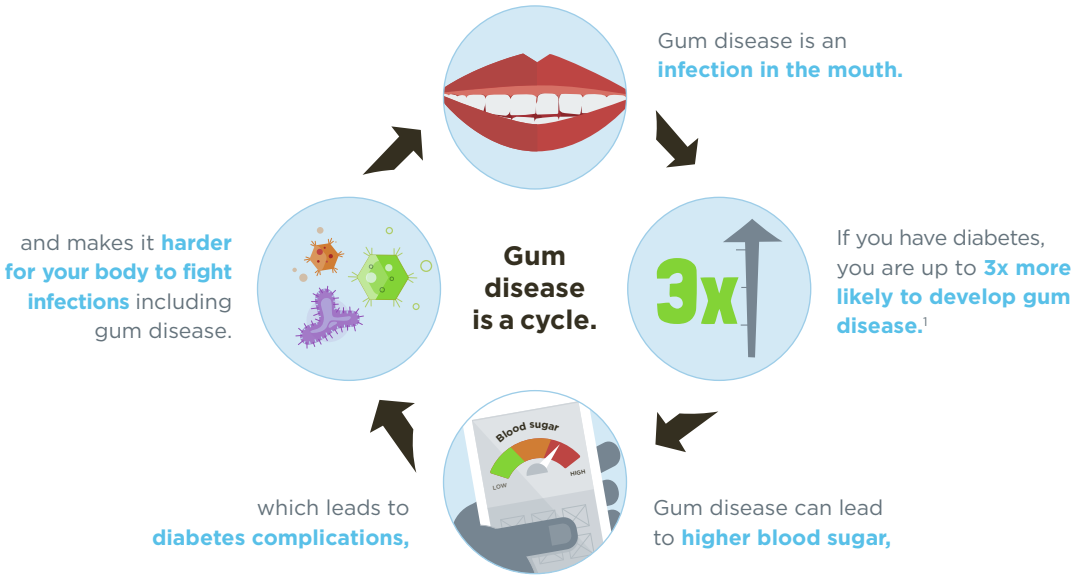 Gum disease is an
infection in the mouth.
3x
If you have diabetes,
you are up to 3x more
likely to develop gum
disease.1
Gum disease can lead
to higher blood sugar,
Blood sugar
LOW
HIGH
which leads to
diabetes complications,
and makes it harder
for your body to fight
infections including
gum disease.
Gum
disease
is a cycle.